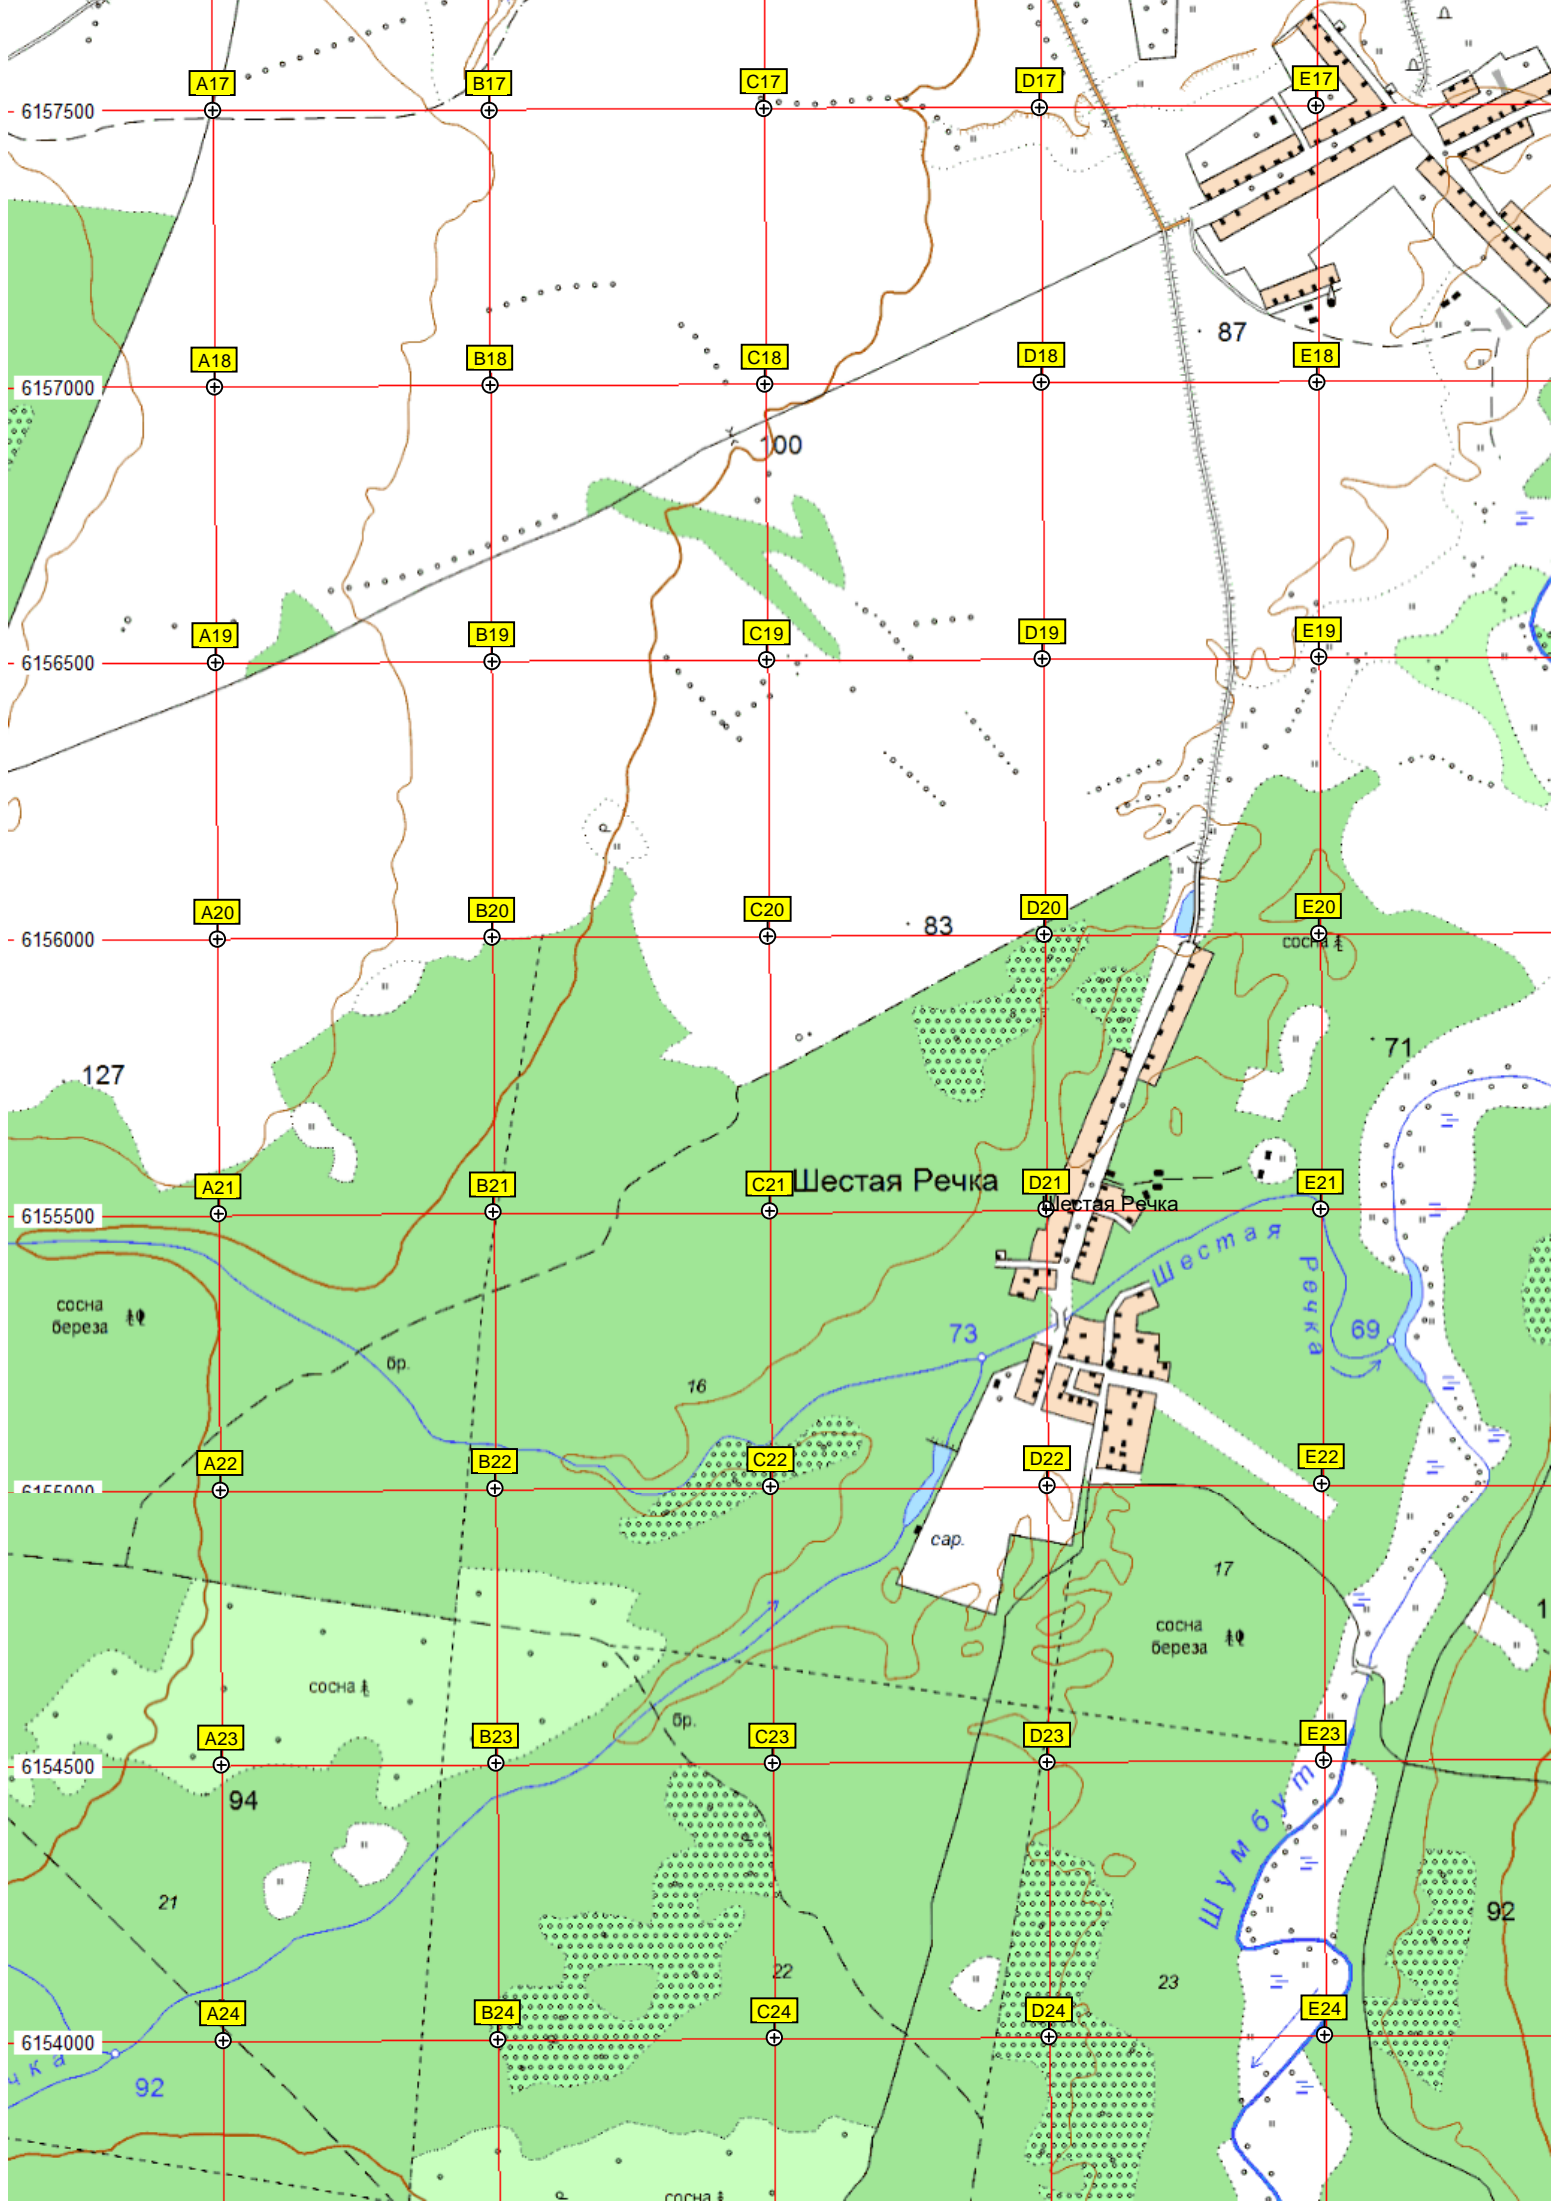 A17
B17
C17
D17
E17
6157500
87
A18
B18
C18
D18
E18
6157000
100
A19
B19
C19
D19
E19
6156500
A20
B20
C20
D20
E20
6156000
83
сосна
71
127
A21
B21
C21
Шестая Речка
D21
E21
Шестая Речка
6155500
Шестая
Речка
сосна
береза
73
69
бр.
16
A22
B22
C22
D22
E22
6155000
сар.
17
сосна
береза
сосна
бр.
A23
B23
C23
D23
E23
6154500
94
Шумбут
21
92
22
23
A24
B24
C24
D24
E24
6154000
чка
92
сосна